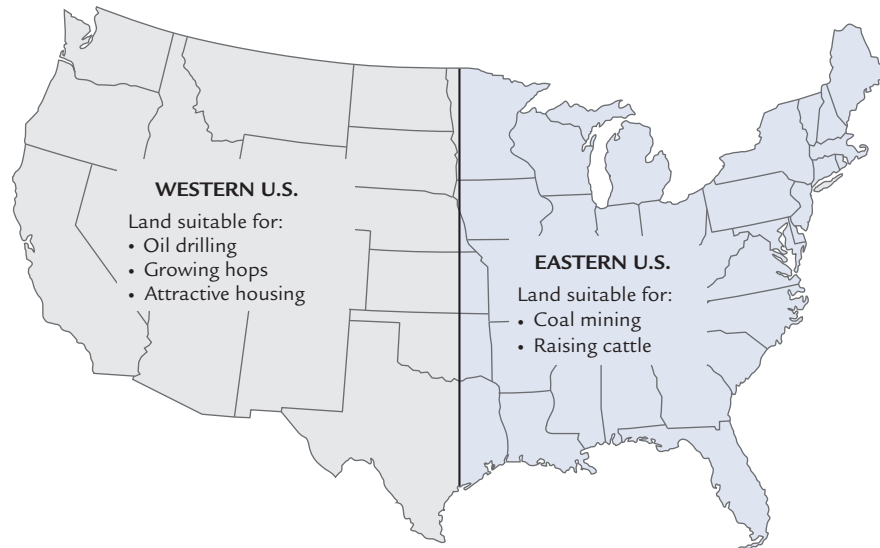 WESTERN U.S.
Land suitable for:
• Oil drilling
• Growing hops
• Attractive housing
EASTERN U.S.
Land suitable for:
• Coal mining
• Raising cattle